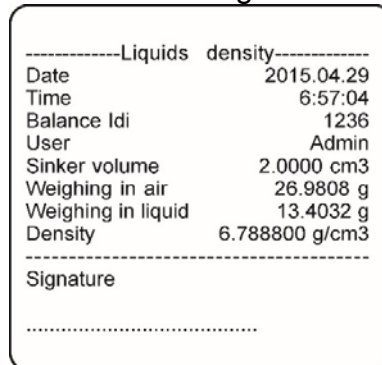 -------------Liquids density-------------
Date 2015.04.29
Time 6:57:04
Balance Idi 1236
User Admin
Sinker volume 2.0000 cm3
Weighing in air 26.9808 g
Weighing in liquid 13.4032 g
Density 6.788800 g/cm3
-----------------------------------------
Signature
........................................